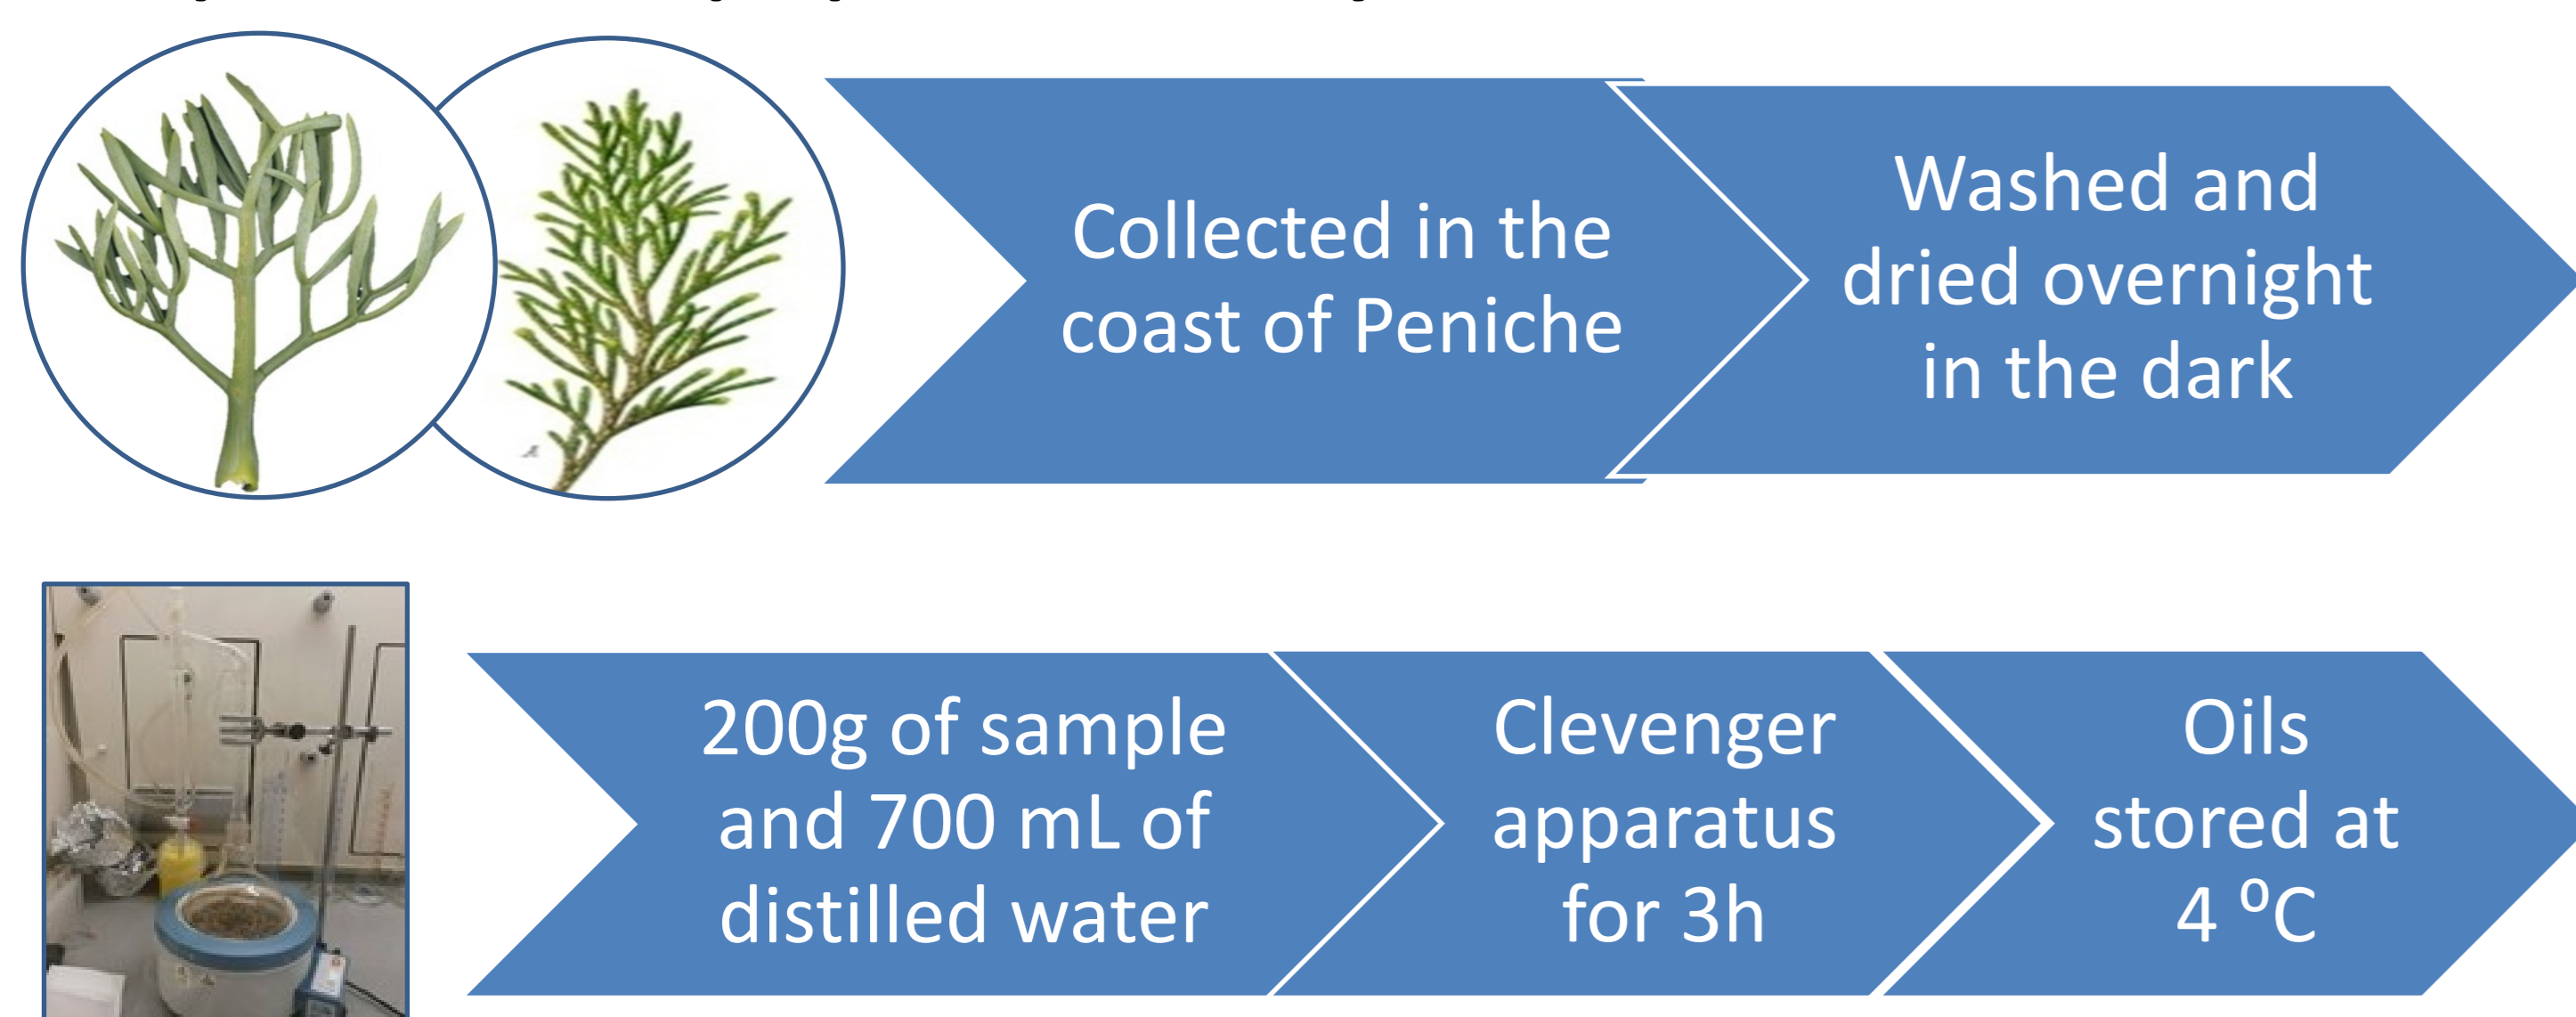 Collected in the
coast of Peniche
Washed and
dried overnight
in the dark
200g of sample
and 700 mL of
distilled water
Clevenger
apparatus
for 3h
Oils
stored at
4 ºC